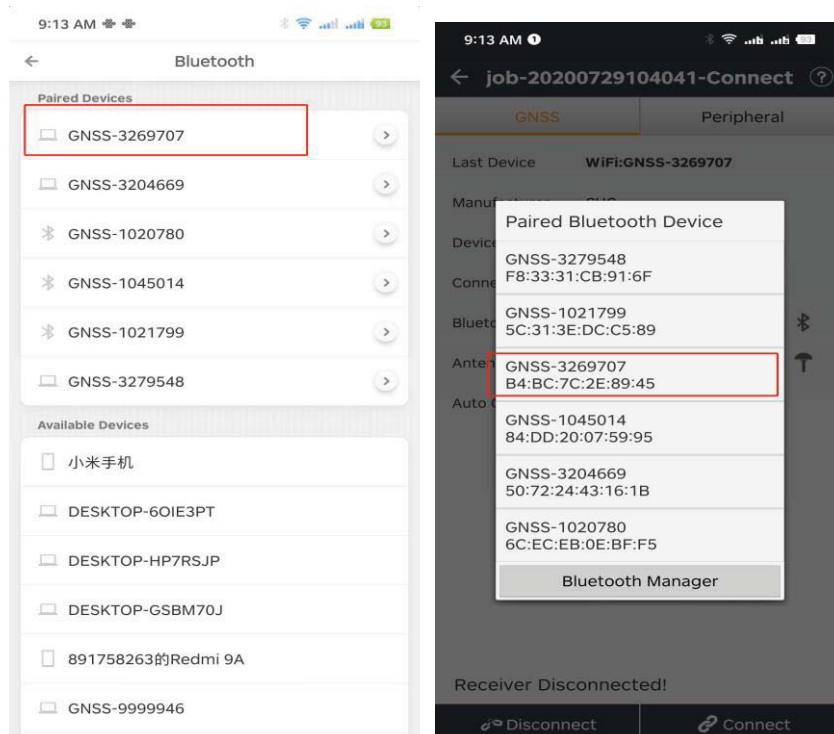 9:13 AM
93
Bluetooth
Paired Devices
GNSS-3269707
GNSS-3204669
GNSS-1020780
GNSS-1045014
GNSS-1021799
GNSS-3279548
Available Devices
小米手机
DESKTOP-6OIE3PT
DESKTOP-HP7RSJP
DESKTOP-GSBM70J
891758263的Redmi 9A
GNSS-9999946
9:13 AM 1
93
job-20200729104041-Connect ?
GNSS Peripheral
Last Device WiFi:GNSS-3269707
Device
Auto
Paired Bluetooth Device
GNSS-3279548
F8:33:31:CB:91:6F
GNSS-1021799
5C:31:3E:DC:C5:89
GNSS-3269707
B4:BC:7C:2E:89:45
GNSS-1045014
84:DD:20:07:59:95
GNSS-3204669
50:72:24:43:16:1B
GNSS-1020780
6C:EC:EB:0E:BF:F5
Bluetooth Manager
Receiver Disconnected!
Disconnect Connect